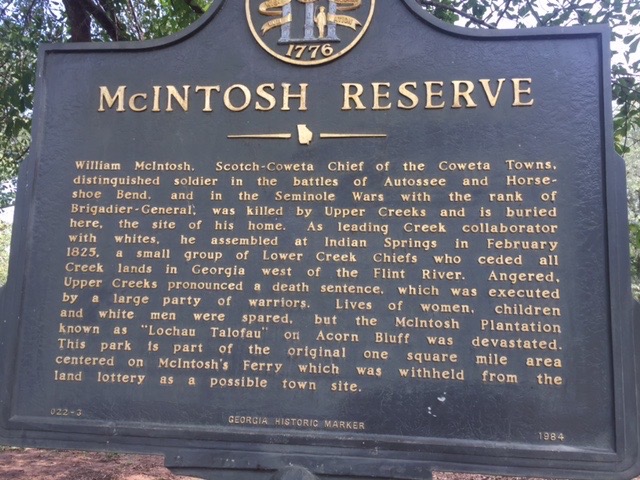 1776
McINTOSH RESERVE
William McIntosh, Scotch-Coweta Chief of the Coweta Towns,
distinguished soldier in the battles of Autossee and Horse-
shoe Bend, and in the Seminole Wars with the rank of
Brigadier-General, was killed by Upper Creeks and is buried
here, the site of his home. As leading Creek collaborator
with whites, he assembled at Indian Springs in February
1825, a small group of Lower Creek Chiefs who ceded all
Creek lands in Georgia west of the Flint River. Angered,
Upper Creeks pronounced a death sentence, which was executed
by a large party of warriors. Lives of women, children
and white men were spared, but the McIntosh Plantation
known as "Lochau Talofau" on Acorn Bluff was devastated.
This park is part of the original one square mile area
centered on McIntosh's Ferry which was withheld from the
land lottery as a possible town site.
022-3 GEORGIA HISTORIC MARKER 1984